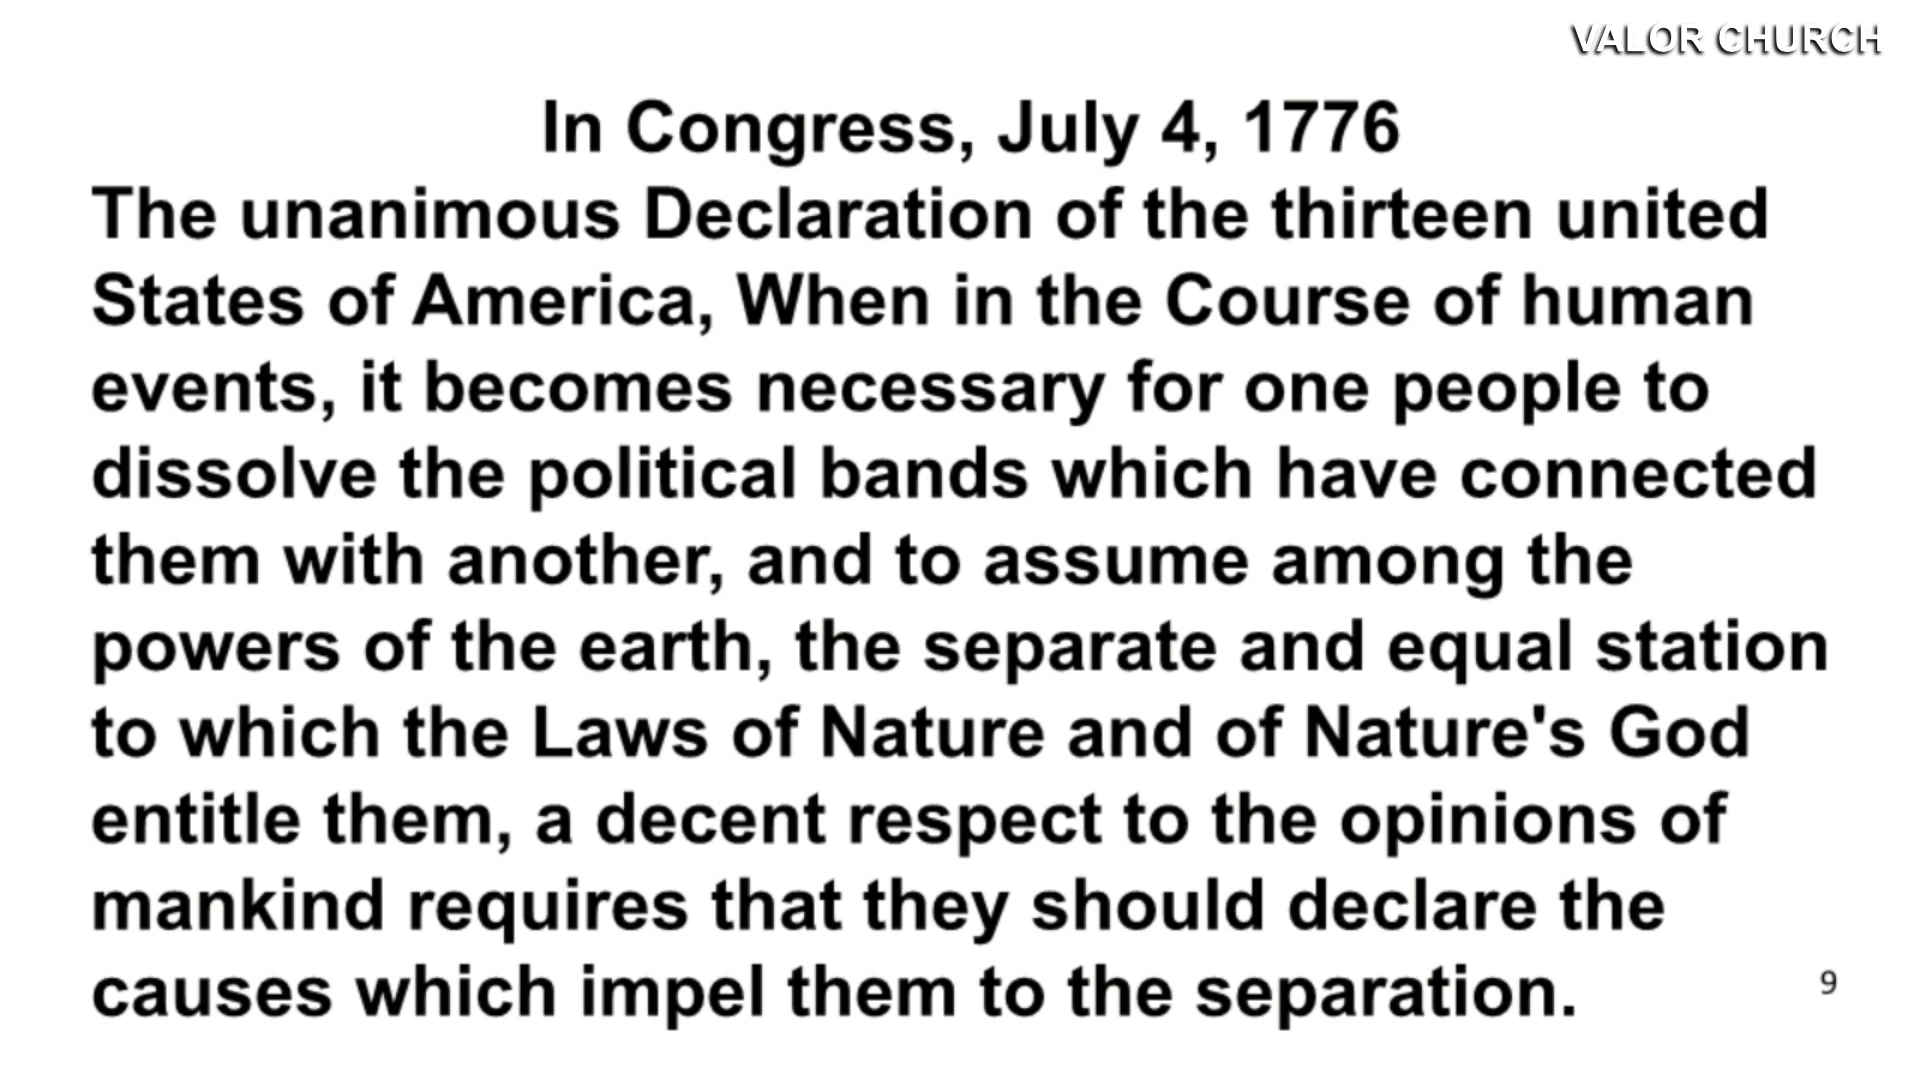 VALOR CHURCH
In Congress, July 4, 1776
The unanimous Declaration of the thirteen united
States of America, When in the Course of human
events, it becomes necessary for one people to
dissolve the political bands which have connected
them with another, and to assume among the
powers of the earth, the separate and equal station
to which the Laws of Nature and of Nature's God
entitle them, a decent respect to the opinions of
mankind requires that they should declare the
causes which impel them to the separation.
9